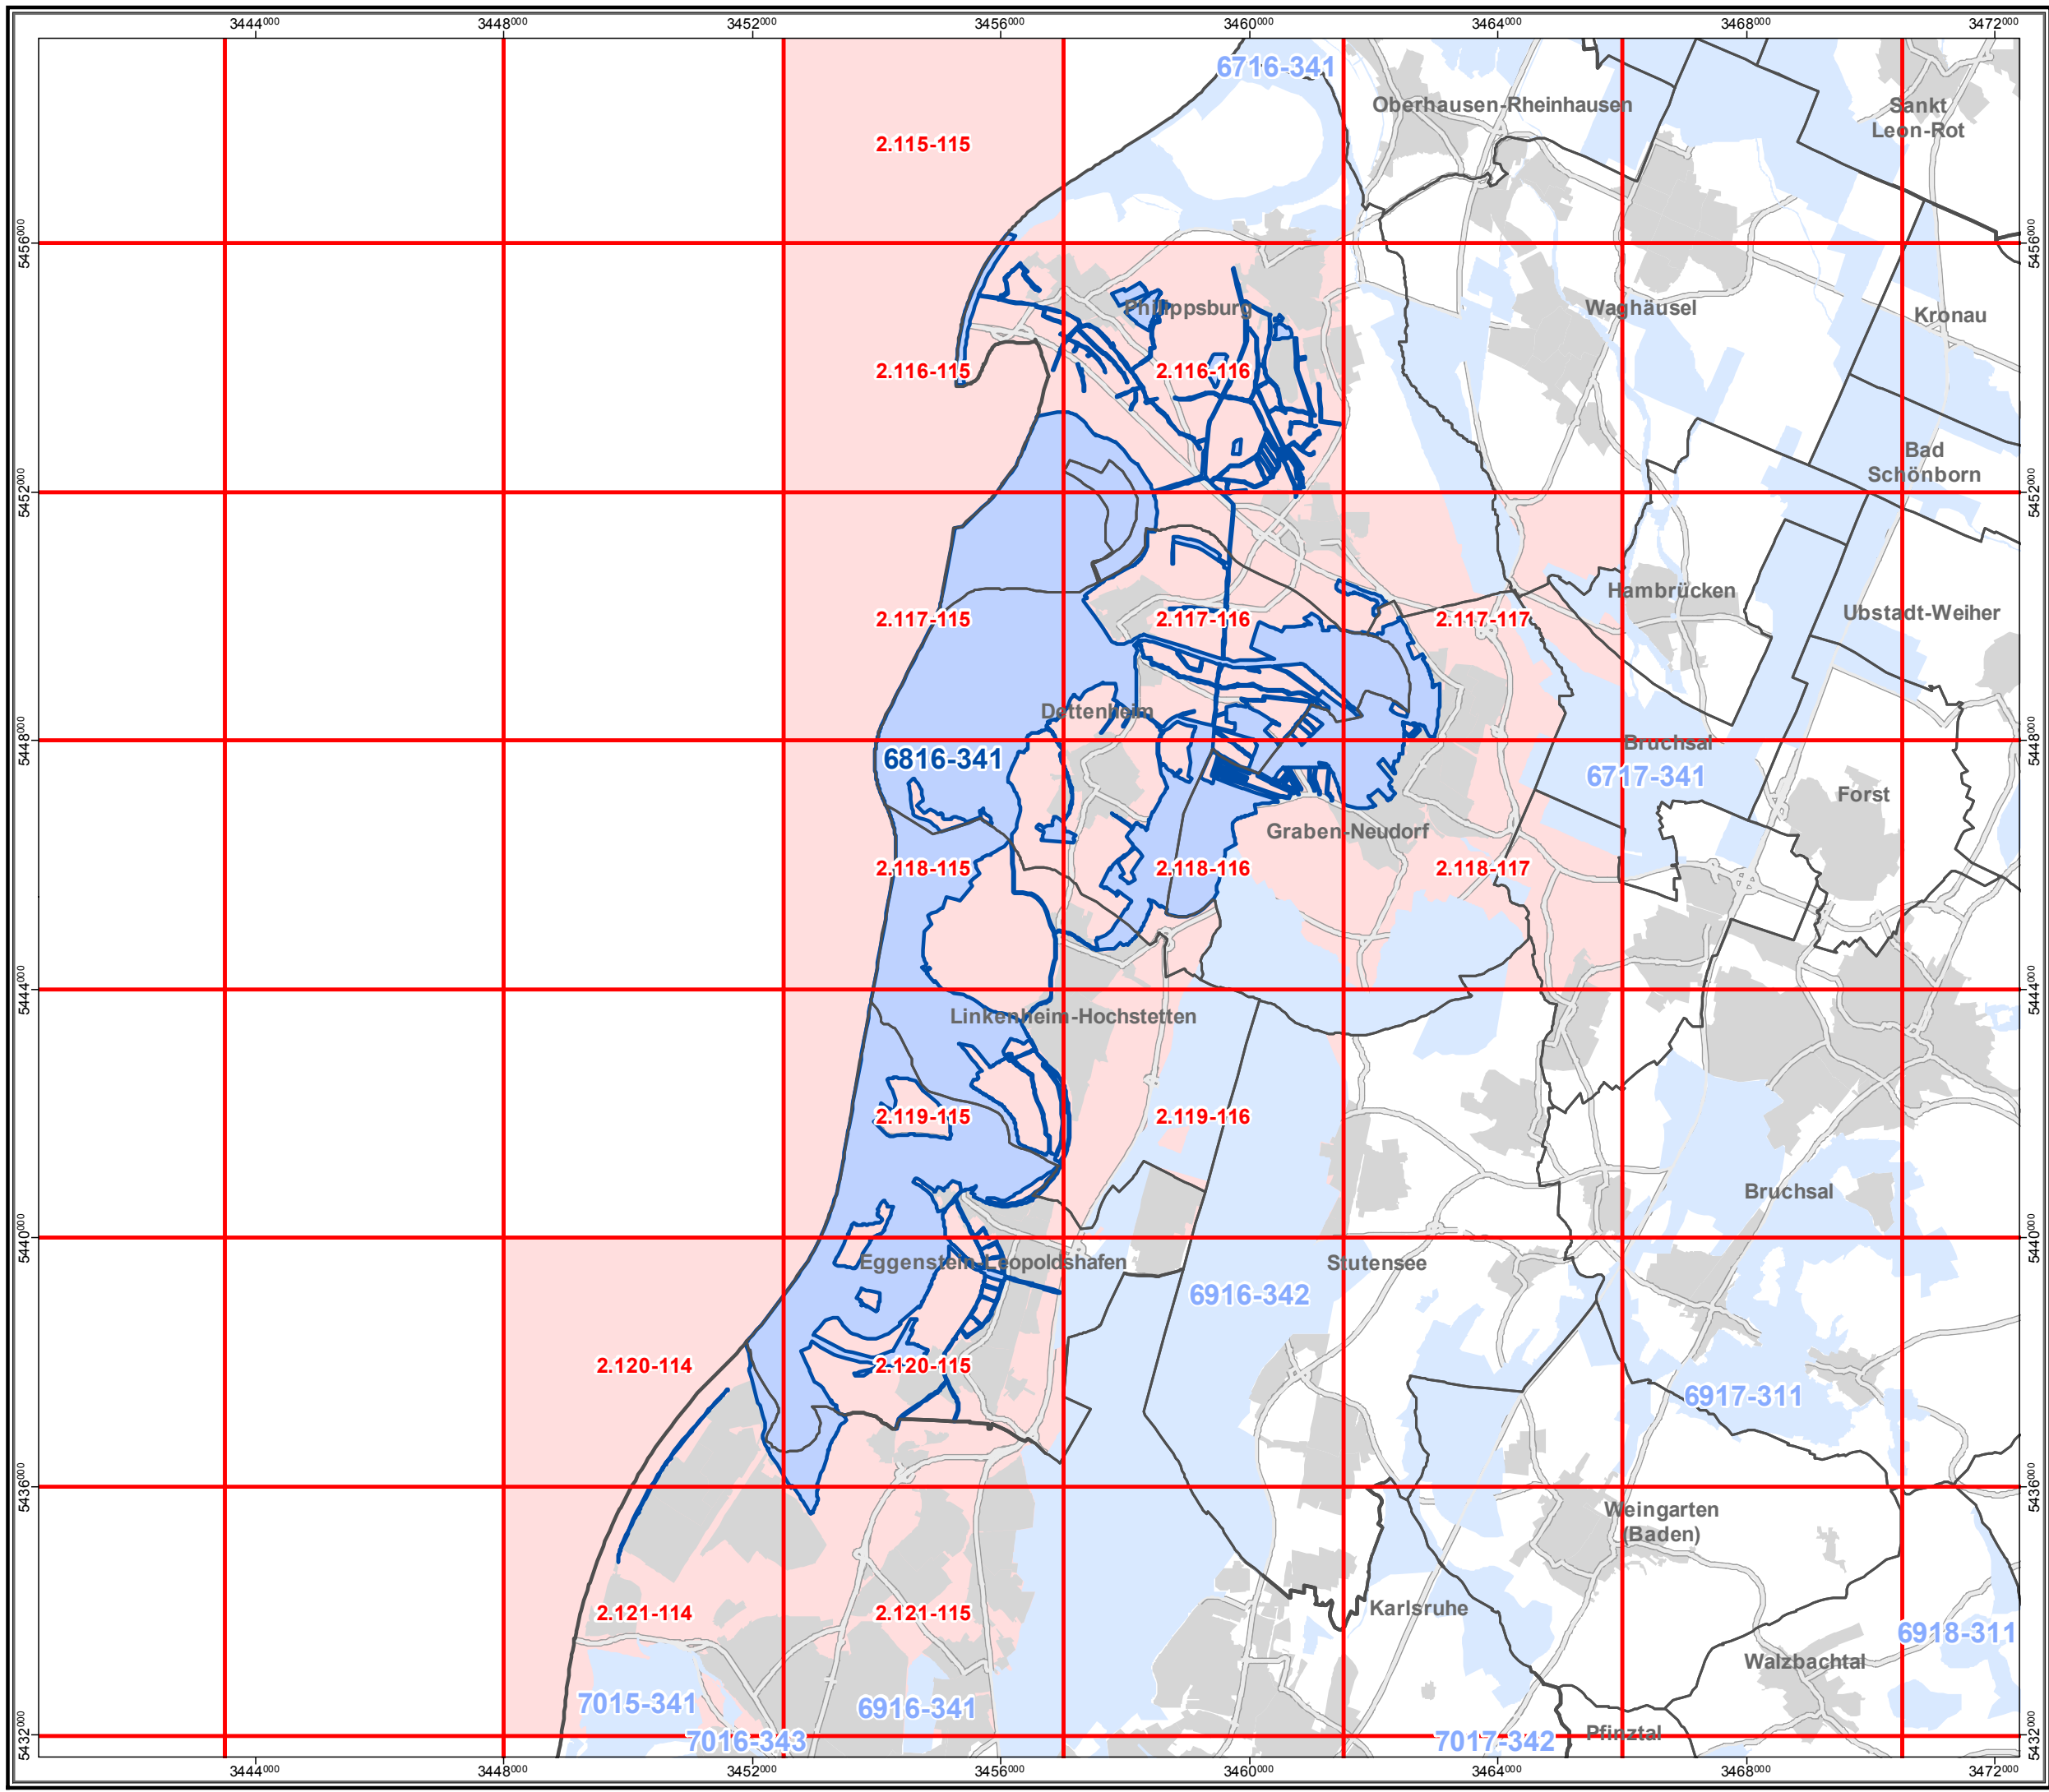 3444000 3448000 3452000 3456000 3460000 3464000 3468000 3472000
6716-341
Oberhausen-Rheinhausen
Sankt
Leon-Rot
2.115-115
5456000 5456000
Philippsburg
Waghäusel
Kronau
2.116-115
2.116-116
Bad
Schönborn
5452000 5452000
Hambrücken
Ubstadt-Weiher
2.117-115
2.117-116
2.117-117
Dettenheim
5448000 5448000
Bruchsal
6816-341
6717-341
Forst
Graben-Neudorf
2.118-115
2.118-116
2.118-117
5444000 5444000
Linkenheim-Hochstetten
2.119-115
2.119-116
Bruchsal
5440000 5440000
Eggenstein-Leopoldshafen
Stutensee
6916-342
2.120-114
2.120-115
6917-311
5436000 5436000
Weingarten
(Baden)
2.121-114
2.121-115
Karlsruhe
6918-311
Walzbachtal
7015-341
6916-341
5432000 5432000
7016-343
7017-342
Pfinztal
3444000 3448000 3452000 3456000 3460000 3464000 3468000 3472000